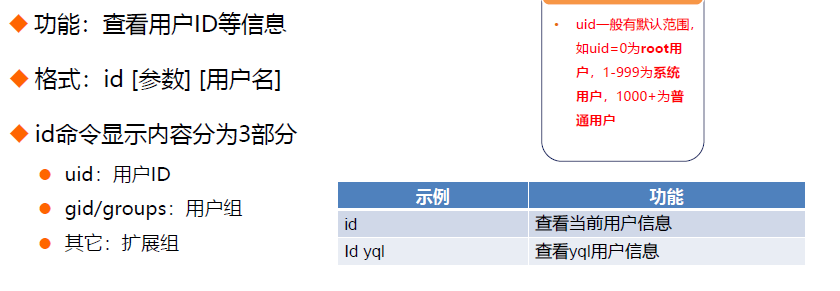 功能：查看用户ID等信息
格式：id [参数] [用户名]
id命令显示内容分为3部分
uid：用户ID
gid/groups：用户组
其它：扩展组
uid一般有默认范围，
如uid=0为root用
户，1-999为系统
用户，1000+为普
通用户
示例 功能
id 查看当前用户信息
Id yql 查看yql用户信息